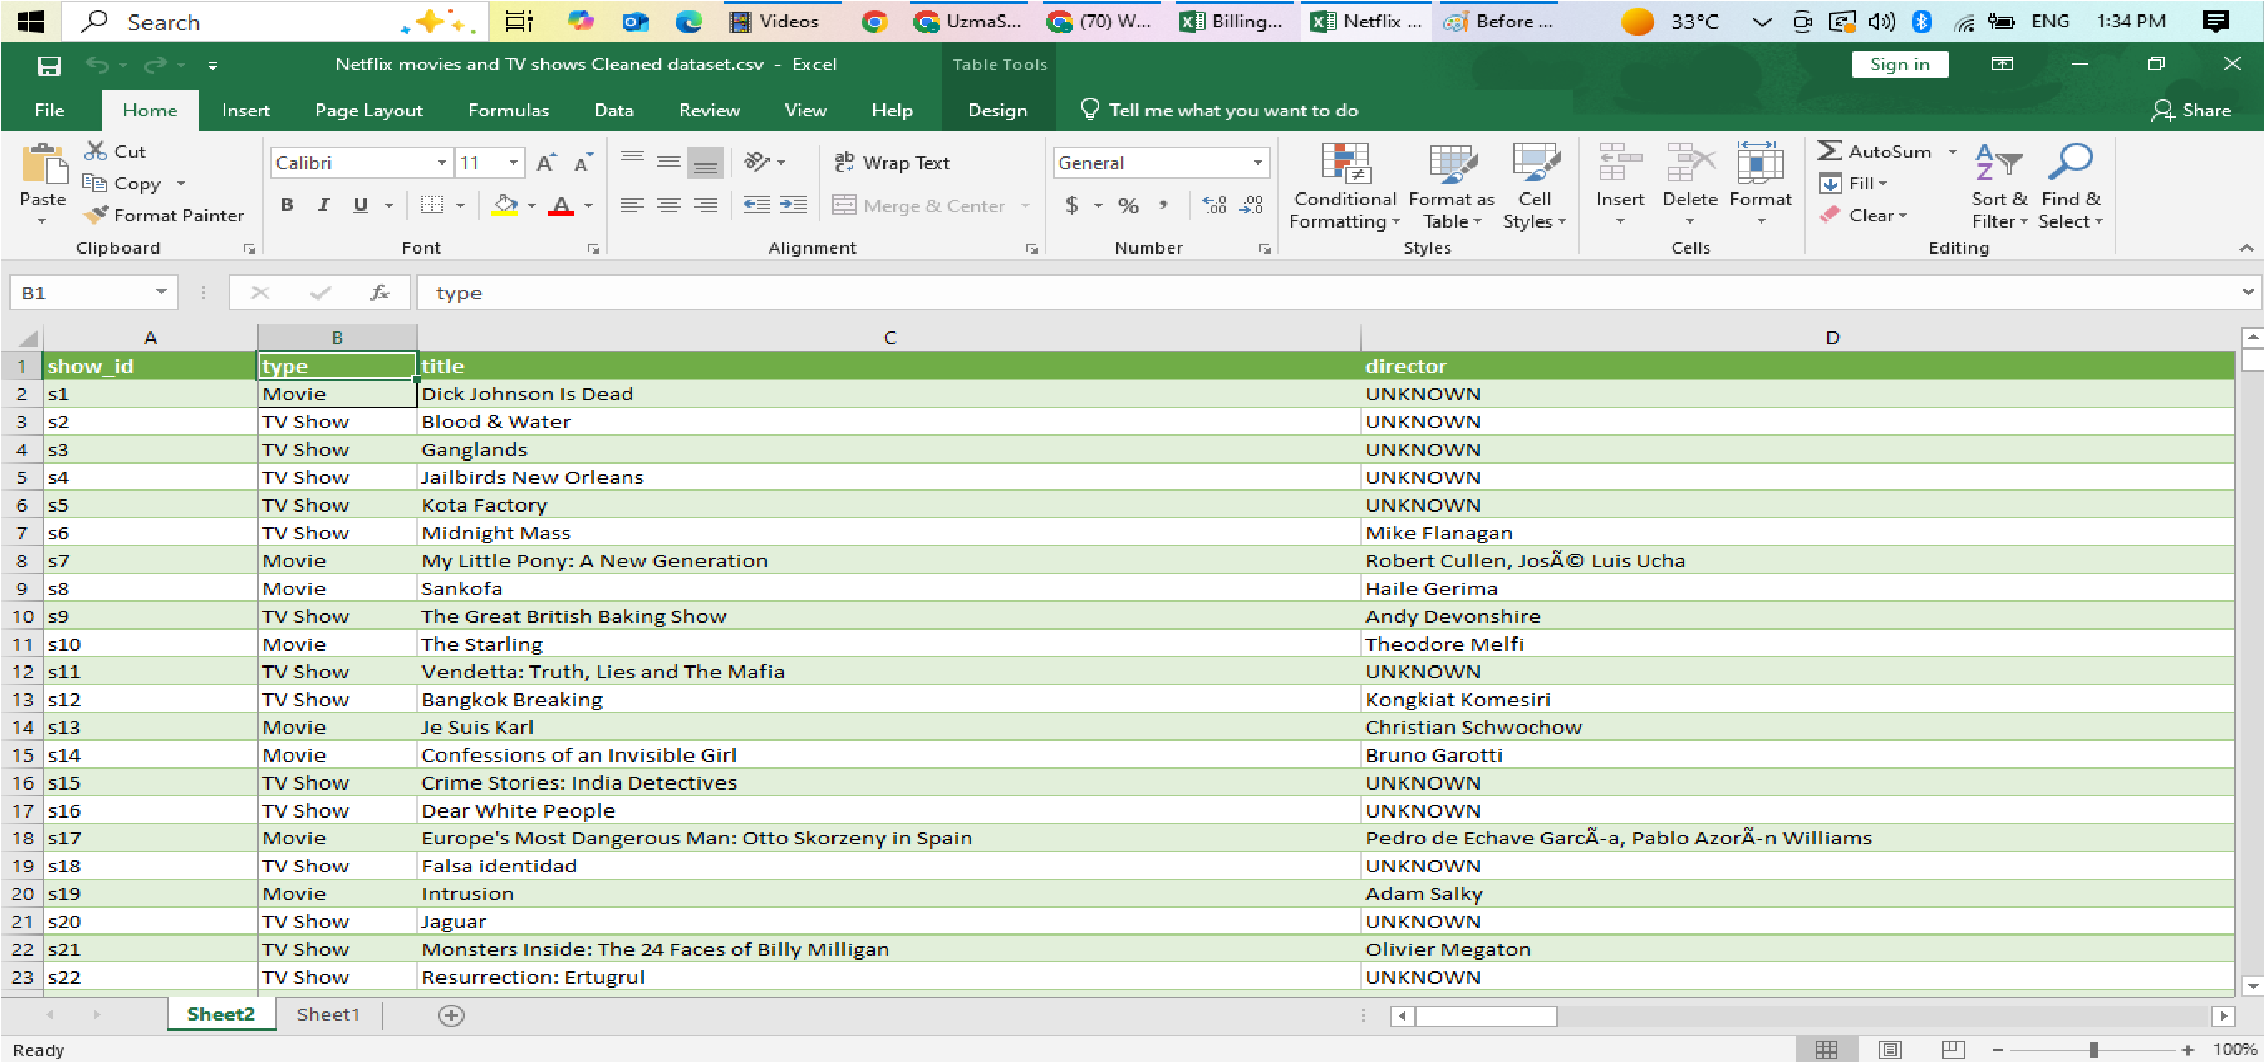 Search Videos UzmaS... (70) W... Billing... Netflix ... Before ... 33°C ENG 1:34 PM
Netflix movies and TV shows Cleaned dataset.csv - Excel Table Tools Sign in
File Home Insert Page Layout Formulas Data Review View Help Design Tell me what you want to do Share
Paste Cut Copy Format Painter Clipboard
Calibri 11 B I U A Font
Wrap Text Merge & Center Alignment
General $ % , Number
Conditional Formatting Format as Table Cell Styles Styles
Insert Delete Format Cells
AutoSum Fill Clear Sort & Filter Find & Select Editing
B1 fx type
A B C D
1 show_id type title director
2 s1 Movie Dick Johnson Is Dead UNKNOWN
3 s2 TV Show Blood & Water UNKNOWN
4 s3 TV Show Ganglands UNKNOWN
5 s4 TV Show Jailbirds New Orleans UNKNOWN
6 s5 TV Show Kota Factory UNKNOWN
7 s6 TV Show Midnight Mass Mike Flanagan
8 s7 Movie My Little Pony: A New Generation Robert Cullen, JosÃ© Luis Ucha
9 s8 Movie Sankofa Haile Gerima
10 s9 TV Show The Great British Baking Show Andy Devonshire
11 s10 Movie The Starling Theodore Melfi
12 s11 TV Show Vendetta: Truth, Lies and The Mafia UNKNOWN
13 s12 TV Show Bangkok Breaking Kongkiat Komesiri
14 s13 Movie Je Suis Karl Christian Schwochow
15 s14 Movie Confessions of an Invisible Girl Bruno Garotti
16 s15 TV Show Crime Stories: India Detectives UNKNOWN
17 s16 TV Show Dear White People UNKNOWN
18 s17 Movie Europe's Most Dangerous Man: Otto Skorzeny in Spain Pedro de Echave GarcÃ-a, Pablo AzorÃ-n Williams
19 s18 TV Show Falsa identidad UNKNOWN
20 s19 Movie Intrusion Adam Salky
21 s20 TV Show Jaguar UNKNOWN
22 s21 TV Show Monsters Inside: The 24 Faces of Billy Milligan Olivier Megaton
23 s22 TV Show Resurrection: Ertugrul UNKNOWN
Sheet2 Sheet1
Ready 100%